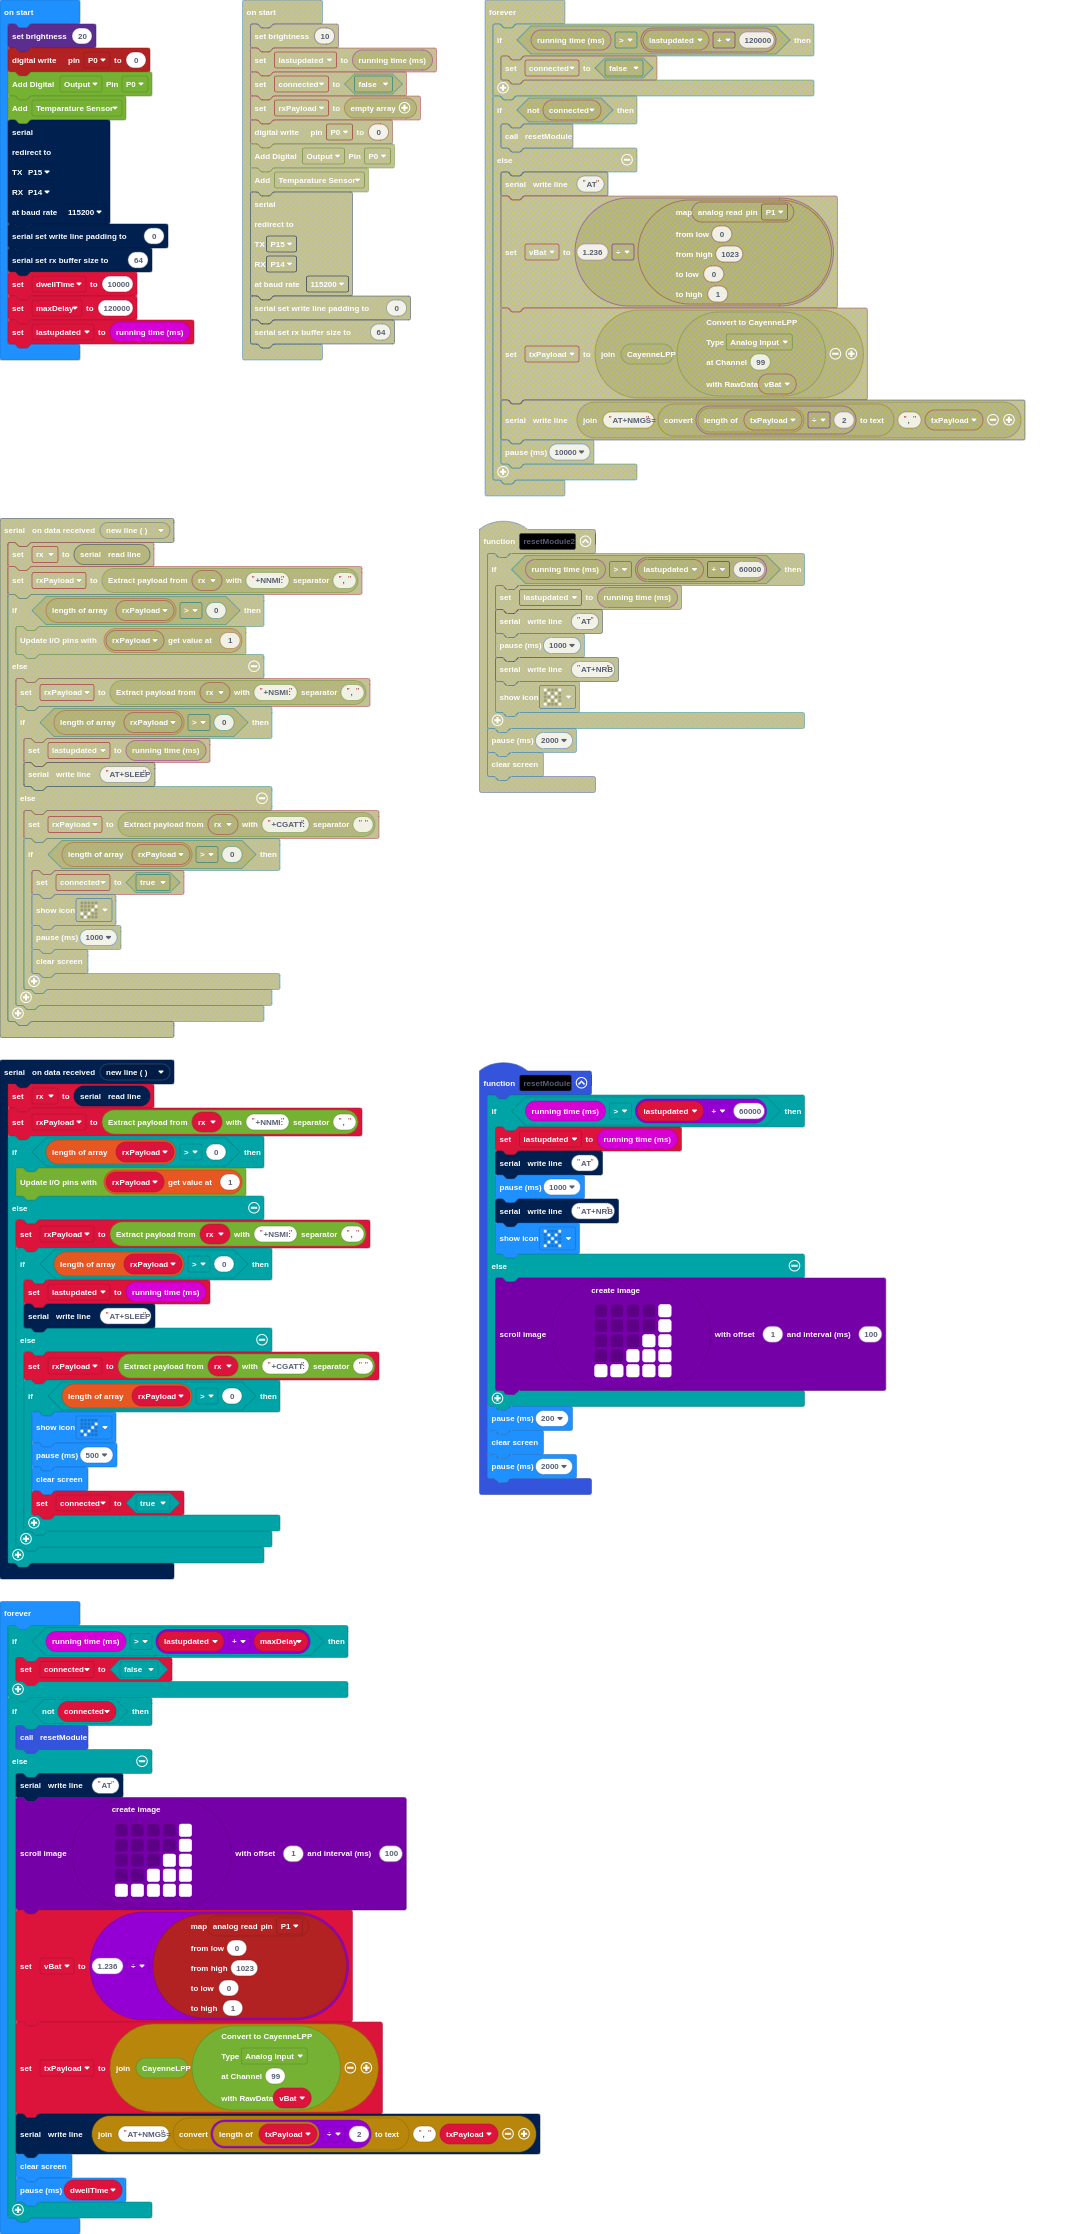 on start
set brightness 20
digital write pin P0 to 0
Add Digital Output Pin P0
Add Temparature Sensor
serial
redirect to
TX P15
RX P14
at baud rate 115200
serial set write line padding to 0
serial set rx buffer size to 64
set dwellTime to 10000
set maxDelay to 120000
set lastupdated to running time (ms)
on start
set brightness 10
set lastupdated to running time (ms)
set connected to false
set rxPayload to empty array
digital write pin P0 to 0
Add Digital Output Pin P0
Add Temparature Sensor
serial
redirect to
TX P15
RX P14
at baud rate 115200
serial set write line padding to 0
serial set rx buffer size to 64
forever
if running time (ms) > lastupdated + 120000 then
set connected to false
if not connected then
call resetModule
else
serial write line "AT"
map analog read pin P1
from low 0
set vBat to 1.236 ÷ from high 1023
to low 0
to high 1
Convert to CayenneLPP
Type Analog Input
set txPayload to join CayenneLPP at Channel 99
with RawData vBat
serial write line join "AT+NMGS= convert length of txPayload ÷ 2 to text "," txPayload
pause (ms) 10000
serial on data received new line ( )
set rx to serial read line
set rxPayload to Extract payload from rx with "+NNMI:" separator ","
if length of array rxPayload > 0 then
Update I/O pins with rxPayload get value at 1
else
set rxPayload to Extract payload from rx with "+NSMI:" separator ","
if length of array rxPayload > 0 then
set lastupdated to running time (ms)
serial write line "AT+SLEEP"
else
set rxPayload to Extract payload from rx with "+CGATT:" separator " "
if length of array rxPayload > 0 then
set connected to true
show icon
pause (ms) 1000
clear screen
function resetModule2
if running time (ms) > lastupdated + 60000 then
set lastupdated to running time (ms)
serial write line "AT"
pause (ms) 1000
serial write line "AT+NRB"
show icon
pause (ms) 2000
clear screen
serial on data received new line ( )
set rx to serial read line
set rxPayload to Extract payload from rx with "+NNMI:" separator ","
if length of array rxPayload > 0 then
Update I/O pins with rxPayload get value at 1
else
set rxPayload to Extract payload from rx with "+NSMI:" separator ","
if length of array rxPayload > 0 then
set lastupdated to running time (ms)
serial write line "AT+SLEEP"
else
set rxPayload to Extract payload from rx with "+CGATT:" separator " "
if length of array rxPayload > 0 then
show icon
pause (ms) 500
clear screen
set connected to true
function resetModule
if running time (ms) > lastupdated + 60000 then
set lastupdated to running time (ms)
serial write line "AT"
pause (ms) 1000
serial write line "AT+NRB"
show icon
else
create image
scroll image with offset 1 and interval (ms) 100
pause (ms) 200
clear screen
pause (ms) 2000
forever
if running time (ms) > lastupdated + maxDelay then
set connected to false
if not connected then
call resetModule
else
serial write line "AT"
create image
scroll image with offset 1 and interval (ms) 100
map analog read pin P1
from low 0
set vBat to 1.236 ÷ from high 1023
to low 0
to high 1
Convert to CayenneLPP
Type Analog Input
set txPayload to join CayenneLPP at Channel 99
with RawData vBat
serial write line join "AT+NMGS= convert length of txPayload ÷ 2 to text "," txPayload
clear screen
pause (ms) dwellTime